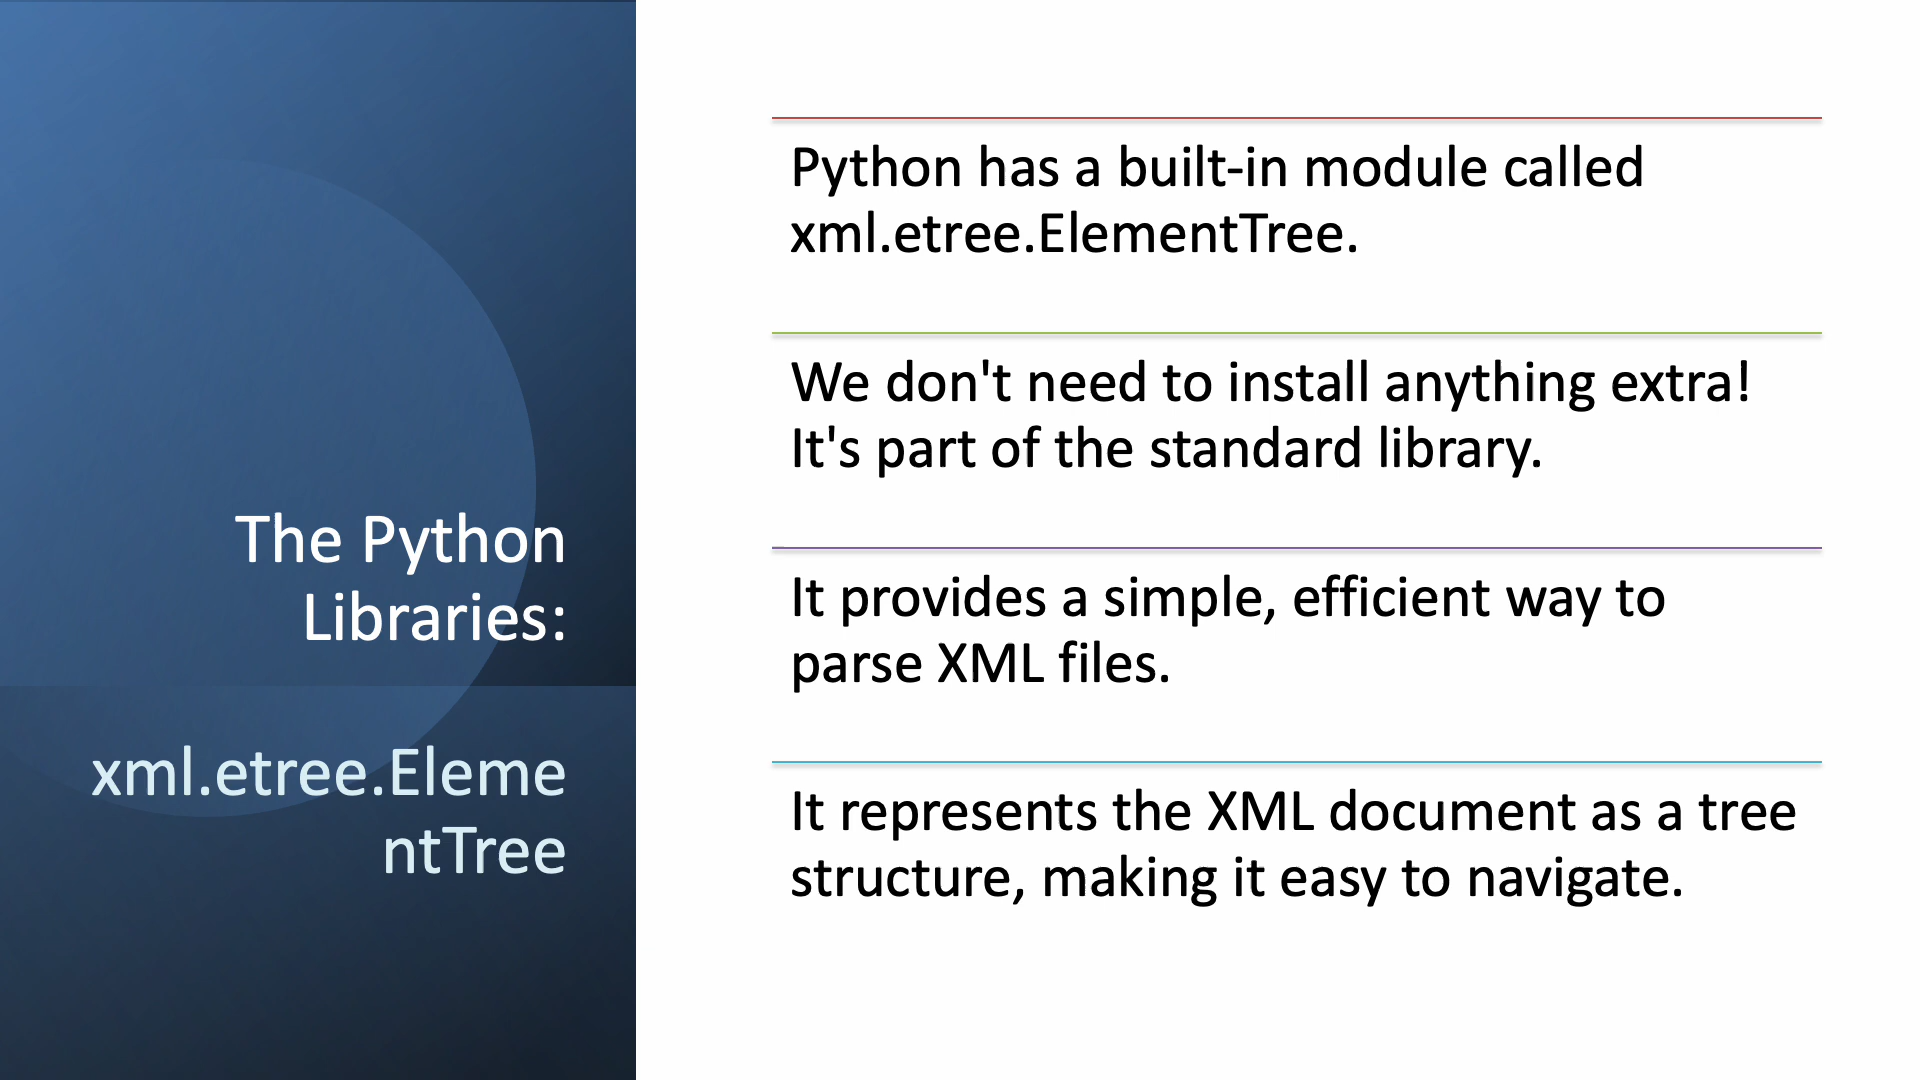 The Python
Libraries:
xml.etree.Eleme
ntTree
Python has a built-in module called
xml.etree.ElementTree.
We don't need to install anything extra!
It's part of the standard library.
It provides a simple, efficient way to
parse XML files.
It represents the XML document as a tree
structure, making it easy to navigate.